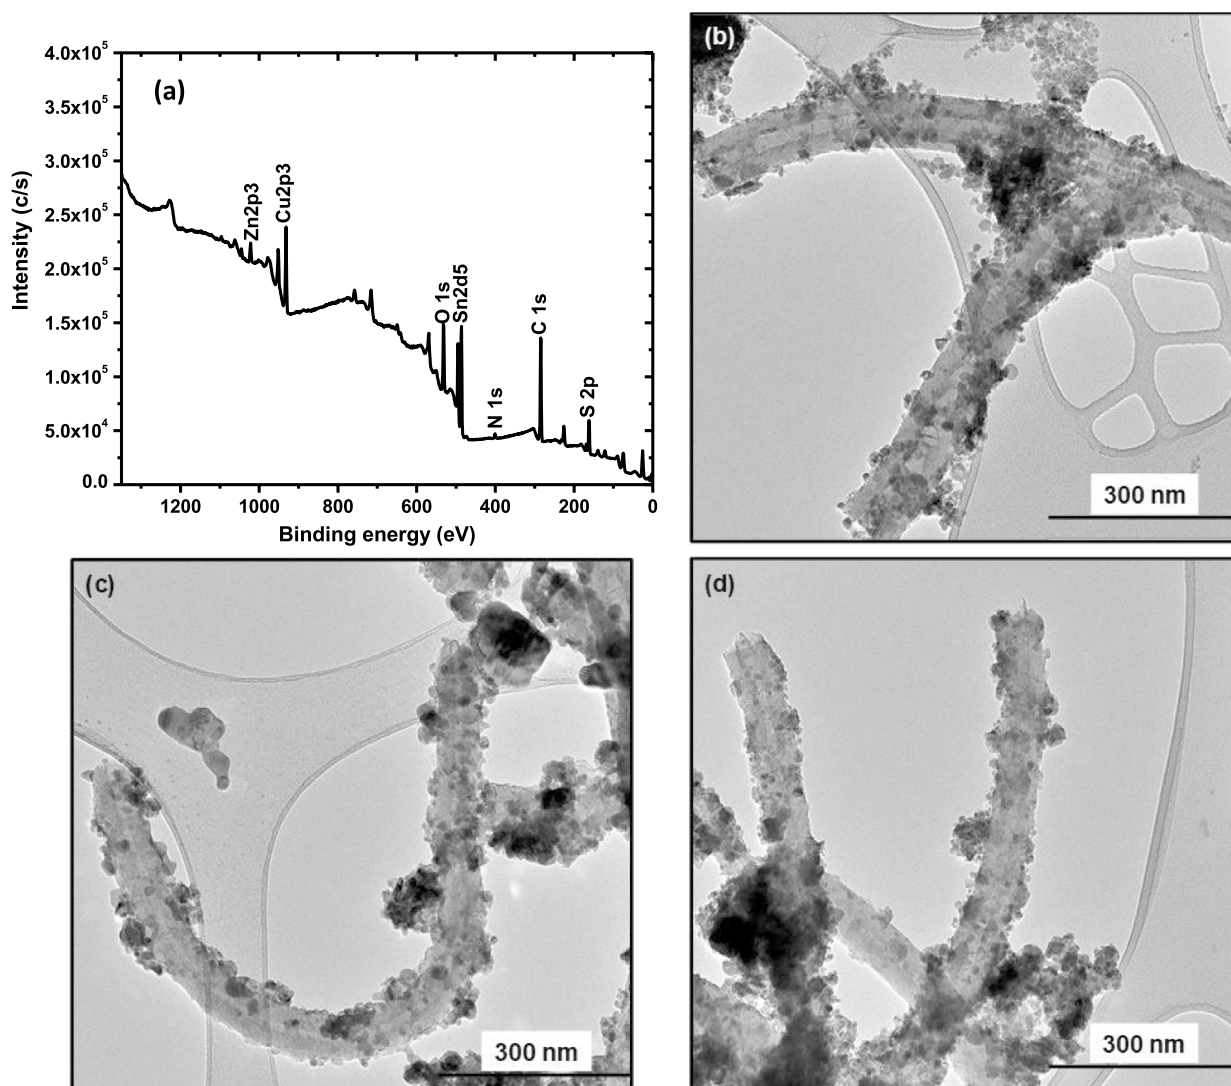 (a)
4.0x10⁵
3.5x10⁵
3.0x10⁵
2.5x10⁵
2.0x10⁵
1.5x10⁵
1.0x10⁵
5.0x10⁴
0.0
Intensity (c/s)
Zn2p3
Cu2p3
O 1s
Sn2d5
N 1s
C 1s
S 2p
1200 1000 800 600 400 200 0
Binding energy (eV)
(b)
300 nm
(c)
300 nm
(d)
300 nm